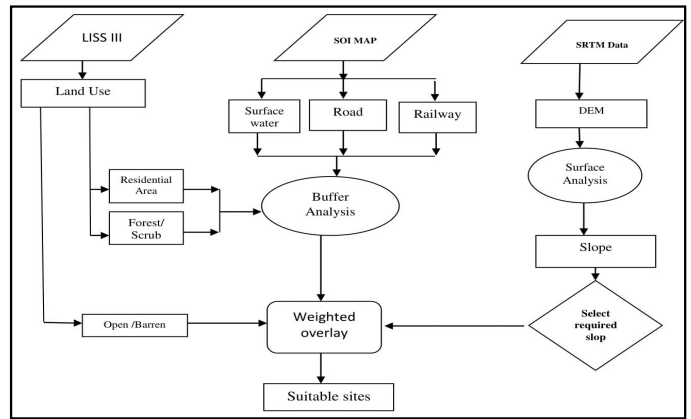 LISS III
SOI MAP
SRTM Data
Land Use
Surface
water
Road
Railway
DEM
Residential
Area
Forest/
Scrub
Buffer
Analysis
Surface
Analysis
Slope
Open /Barren
Weighted
overlay
Select
required
slop
Suitable sites